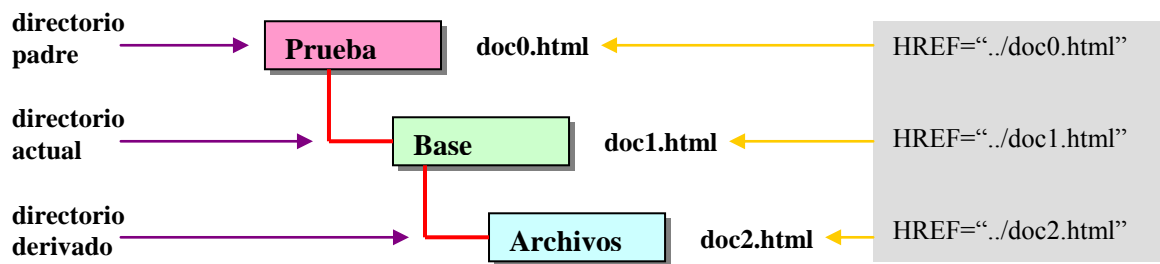 directorio
padre
Prueba
doc0.html
HREF=“../doc0.html”
directorio
actual
Base
doc1.html
HREF=“../doc1.html”
directorio
derivado
Archivos
doc2.html
HREF=“../doc2.html”